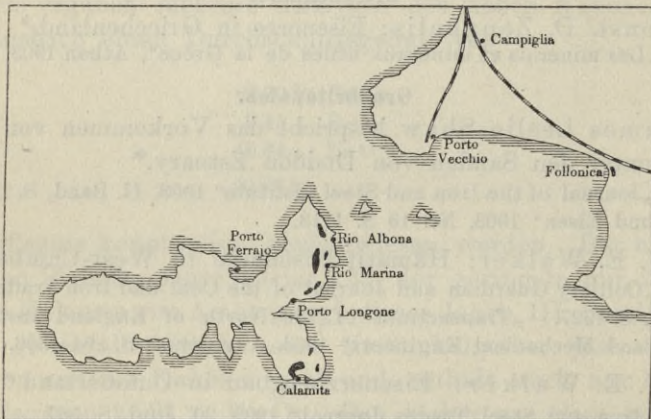 Campiglia
Porto
Vecchio
Follonica
Porto
Ferrajo
Rio Albona
Rio Marina
Porto Longone
Calamita